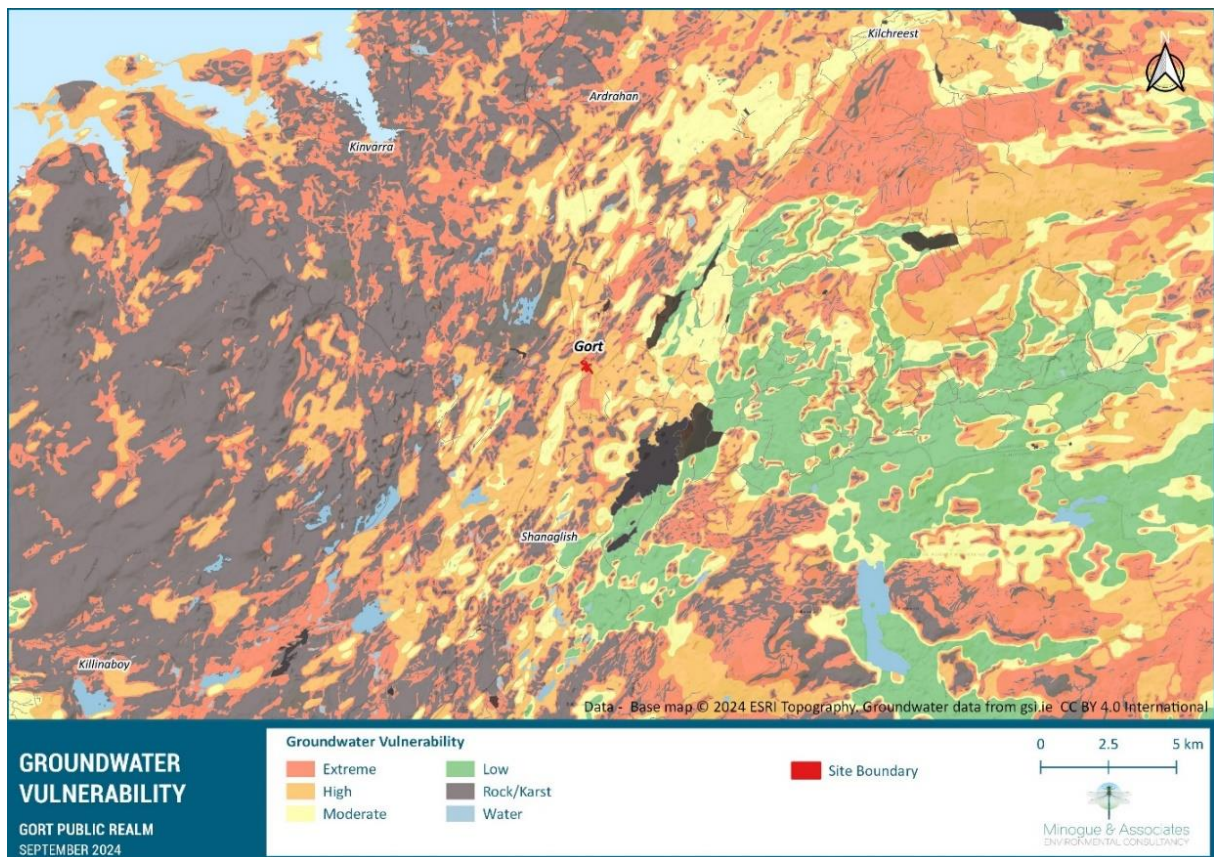 Kilchreest
N
Ardrahan
Kinvarra
Gort
Shanaglish
Killinaboy
Data - Base map © 2024 ESRI Topography. Groundwater data from gsi.ie CC BY 4.0 International
GROUNDWATER
VULNERABILITY
GORT PUBLIC REALM
SEPTEMBER 2024
Groundwater Vulnerability
Extreme
High
Moderate
Low
Rock/Karst
Water
Site Boundary
0 2.5 5 km
Minogue & Associates
ENVIRONMENTAL CONSULTANCY